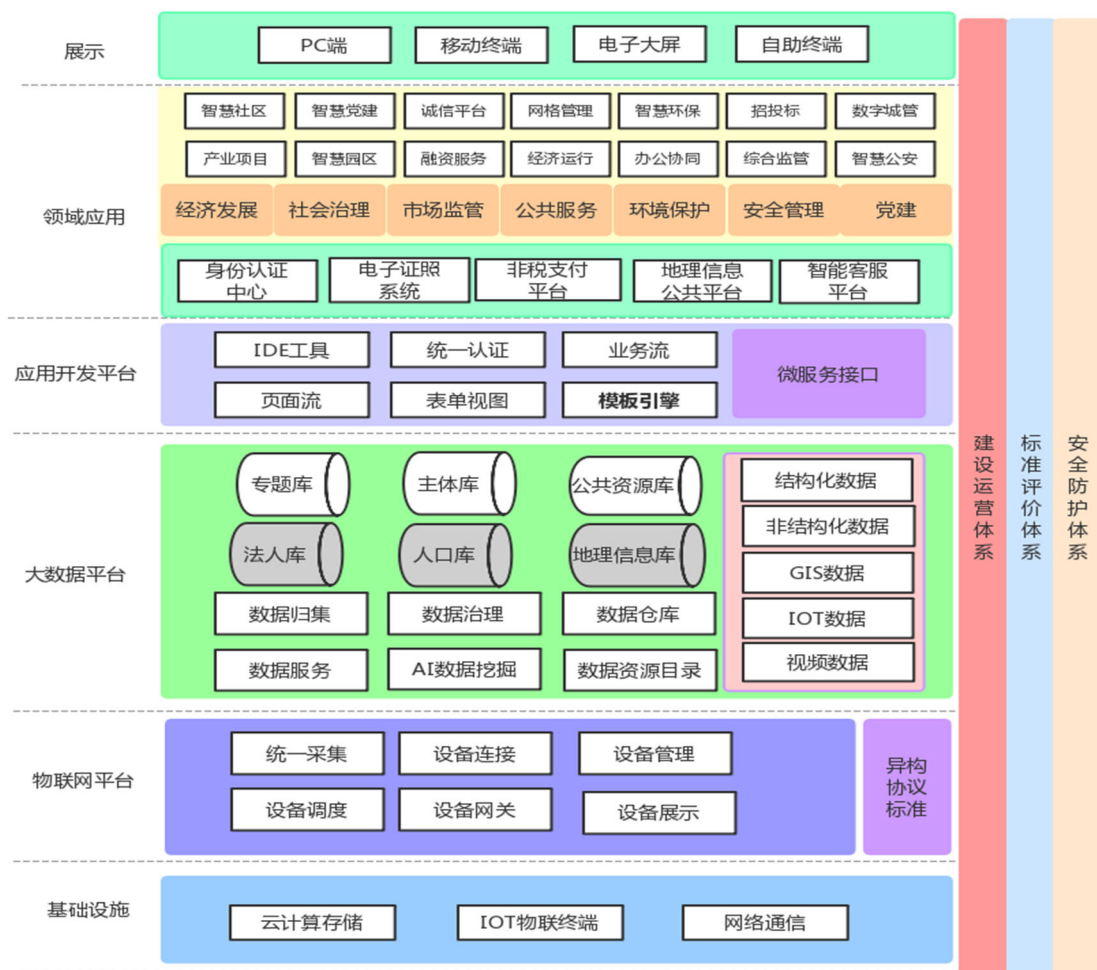 展示
PC端
移动终端
电子大屏
自助终端
智慧社区
智慧党建
诚信平台
网格管理
智慧环保
招投标
数字城管
产业项目
智慧园区
融资服务
经济运行
办公协同
综合监管
智慧公安
领域应用
经济发展
社会治理
市场监管
公共服务
环境保护
安全管理
党建
身份认证
中心
电子证照
系统
非税支付
平台
地理信息
公共平台
智能客服
平台
应用开发平台
IDE工具
统一认证
业务流
页面流
表单视图
模板引擎
微服务接口
大数据平台
专题库
主体库
公共资源库
法人库
人口库
地理信息库
数据归集
数据治理
数据仓库
数据服务
AI数据挖掘
数据资源目录
结构化数据
非结构化数据
GIS数据
IOT数据
视频数据
物联网平台
统一采集
设备连接
设备管理
设备调度
设备网关
设备展示
异构
协议
标准
基础设施
云计算存储
IOT物联终端
网络通信
建设运营体系
标准评价体系
安全防护体系